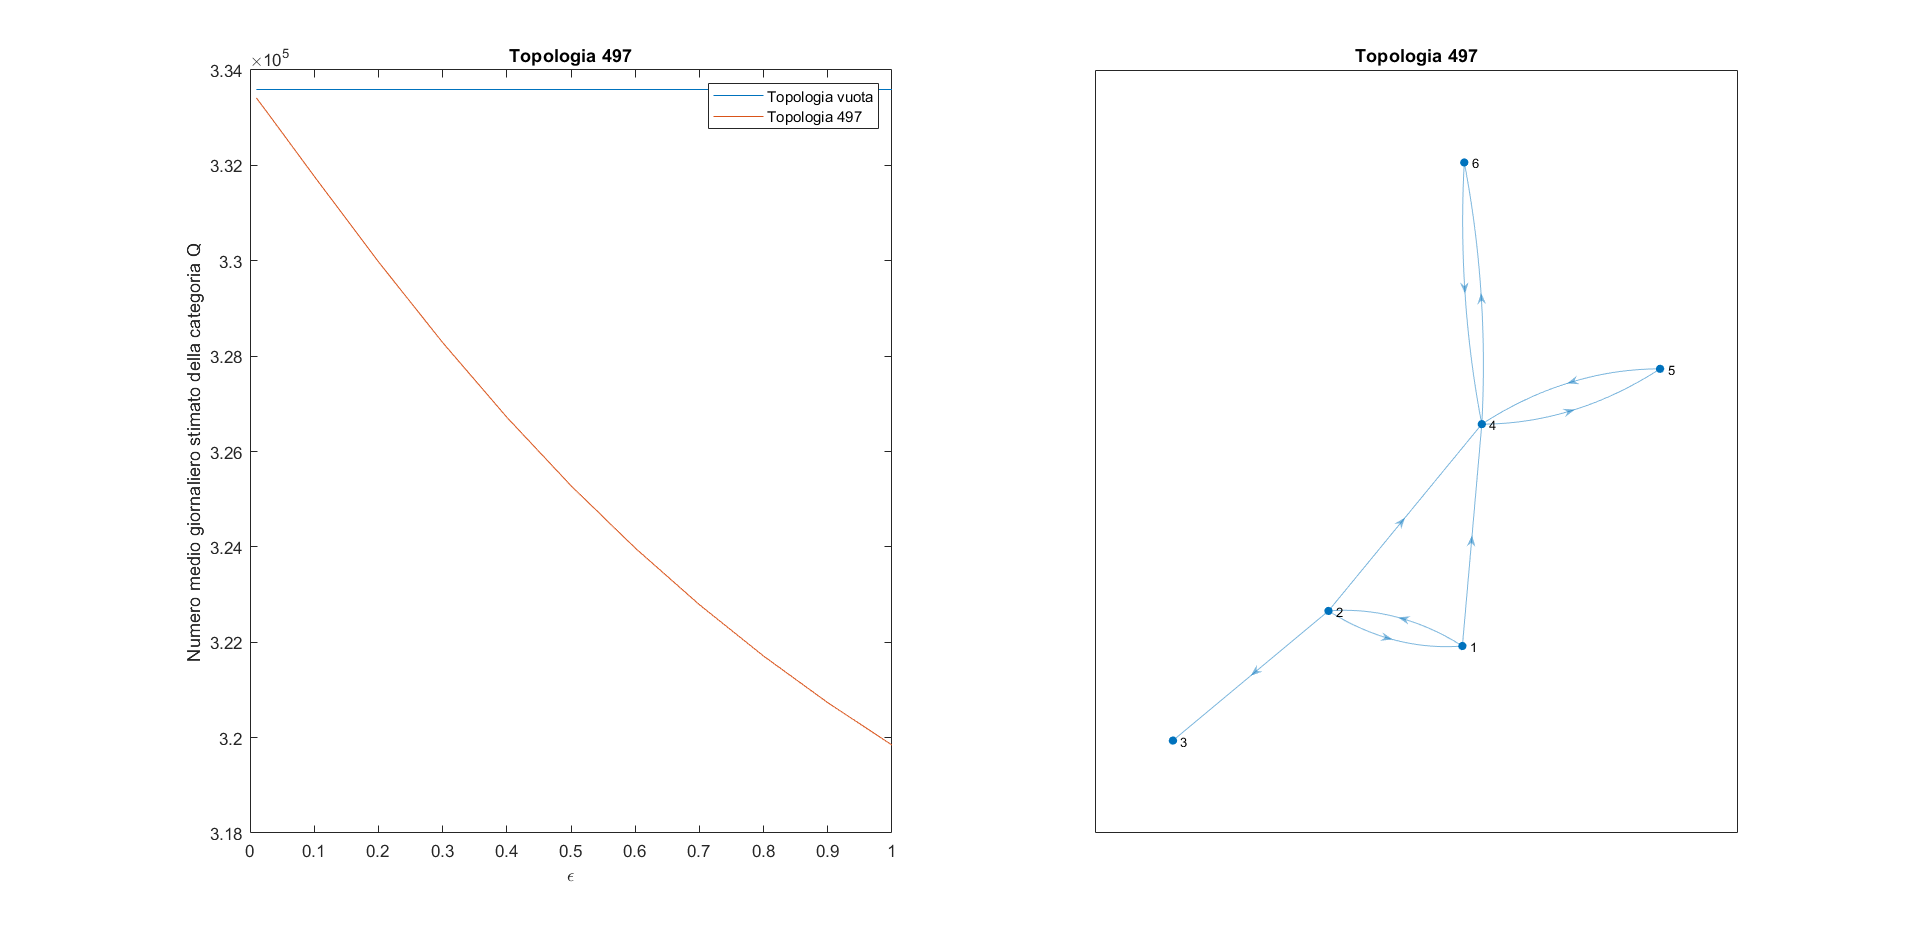 Topologia 497
×10^5
3.34
3.32
3.3
3.28
3.26
3.24
3.22
3.2
3.18
Numero medio giornaliero stimato della categoria Q
Topologia vuota
Topologia 497
0 0.1 0.2 0.3 0.4 0.5 0.6 0.7 0.8 0.9 1
ϵ
Topologia 497
6
5
4
2
1
3